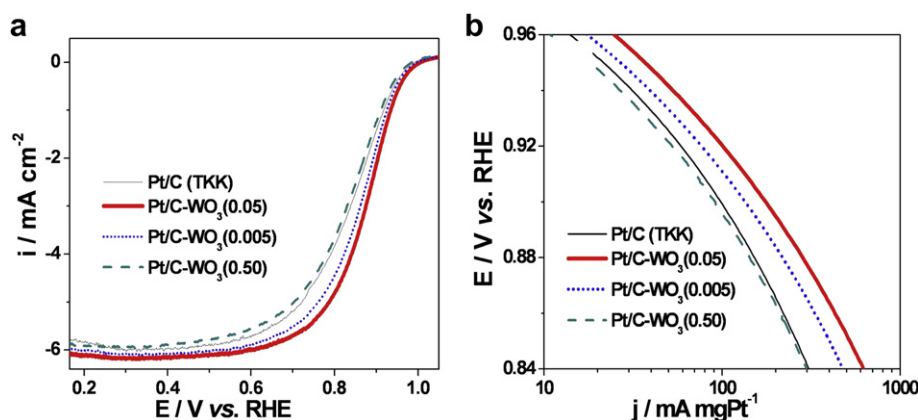 a
0
-2
-4
-6
i / mA cm-2
Pt/C (TKK)
Pt/C-WO3(0.05)
Pt/C-WO3(0.005)
Pt/C-WO3(0.50)
0.2 0.4 0.6 0.8 1.0
E / V vs. RHE
b
0.96
0.92
0.88
0.84
E / V vs. RHE
Pt/C (TKK)
Pt/C-WO3(0.05)
Pt/C-WO3(0.005)
Pt/C-WO3(0.50)
10 100 1000
j / mA mgPt-1